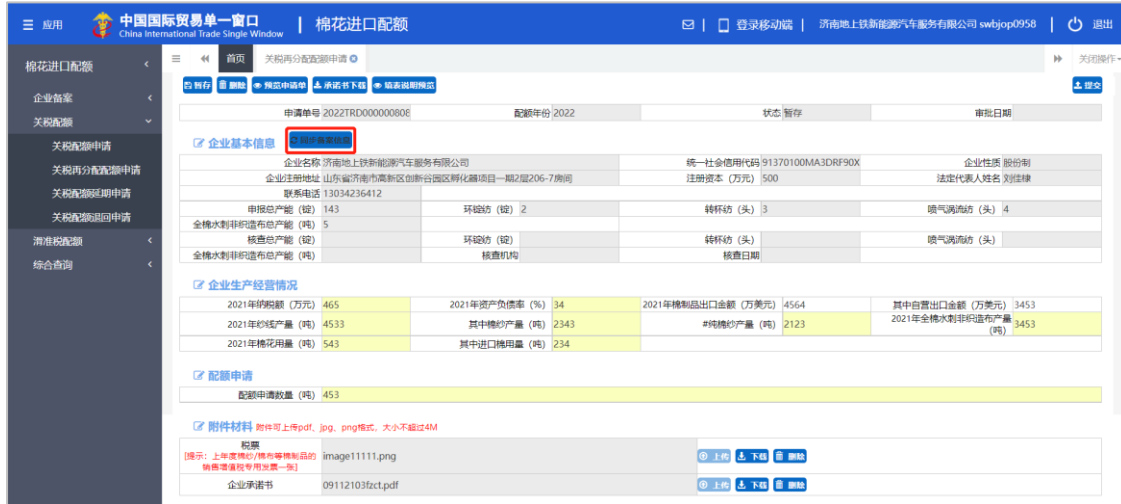 应用 中国国际贸易单一窗口 China International Trade Single Window 棉花进口配额 登录移动端 济南地上铁新能源汽车服务有限公司 swbjop0958 退出
棉花进口配额
企业备案
关税配额
关税配额申请
关税再分配配额申请
关税配额延期申请
关税配额退回申请
滑准税配额
综合查询
首页 关税再分配配额申请 关闭操作
暂存 删除 预览申请单 承诺书下载 填表说明预览 提交
申请单号 2022TRD000000808 配额年份 2022 状态 暂存 审批日期
企业基本信息 同步备案信息
企业名称 济南地上铁新能源汽车服务有限公司 统一社会信用代码 91370100MA3DRF90X 企业性质 股份制
企业注册地址 山东省济南市高新区创新谷园区孵化器项目一期2层206-7房间 注册资本（万元） 500 法定代表人姓名 刘佳棣
联系电话 13034236412
申报总产能（锭） 143 环锭纺（锭） 2 转杯纺（头） 3 喷气涡流纺（头） 4
全棉水刺非织造布总产能（吨） 5
核查总产能（锭） 环锭纺（锭） 转杯纺（头） 喷气涡流纺（头）
全棉水刺非织造布总产能（吨） 核查机构 核查日期
企业生产经营情况
2021年纳税额（万元） 465 2021年资产负债率（%） 34 2021年棉制品出口金额（万美元） 4564 其中自营出口金额（万美元） 3453
2021年纱线产量（吨） 4533 其中棉纱产量（吨） 2343 #纯棉纱产量（吨） 2123 2021年全棉水刺非织造布产量（吨） 3453
2021年棉花用量（吨） 543 其中进口棉用量（吨） 234
配额申请
配额申请数量（吨） 453
附件材料 附件可上传pdf、jpg、png格式，大小不超过4M
税票
[提示：上年度棉纱/棉布等棉制品的
销售增值税专用发票一张]
image11111.png 上传 下载 删除
企业承诺书 09112103fzct.pdf 上传 下载 删除